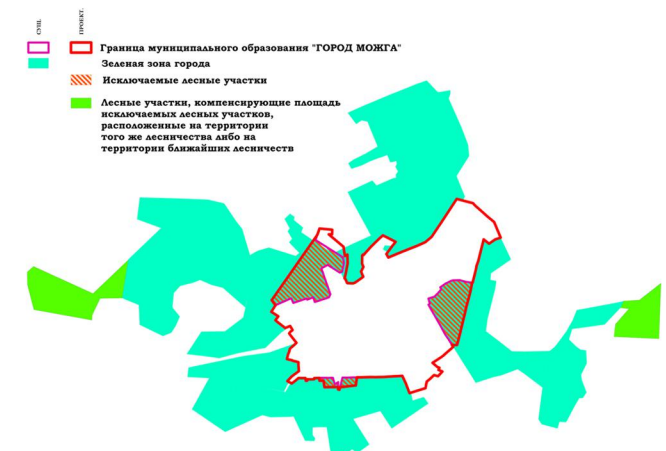 СУЩ.
ПРОЕКТ.
Граница муниципального образования "ГОРОД МОЖГА"
Зеленая зона города
Исключаемые лесные участки
Лесные участки, компенсирующие площадь
исключаемых лесных участков,
расположенные на территории
того же лесничества либо на
территории ближайших лесничеств